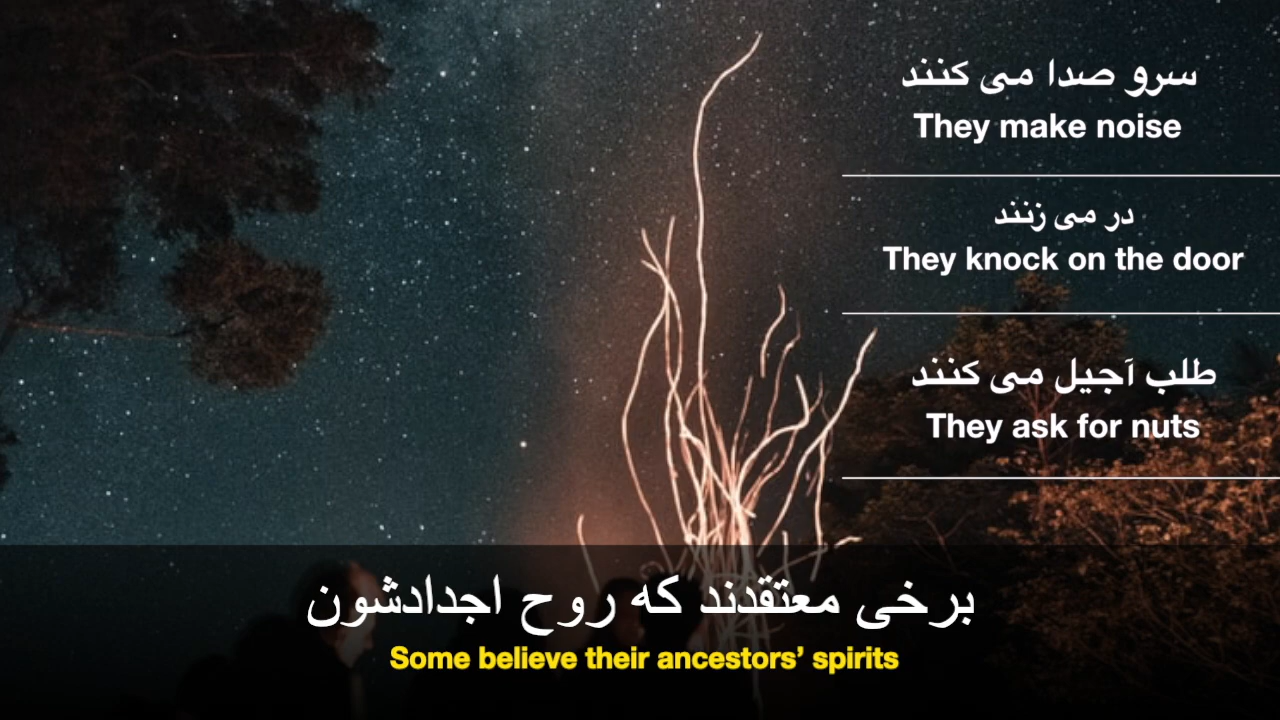 سرو صدا می کنند
They make noise
در می زنند
They knock on the door
طلب آجیل می کنند
They ask for nuts
برخی معتقدند که روح اجدادشون
Some believe their ancestors’ spirits